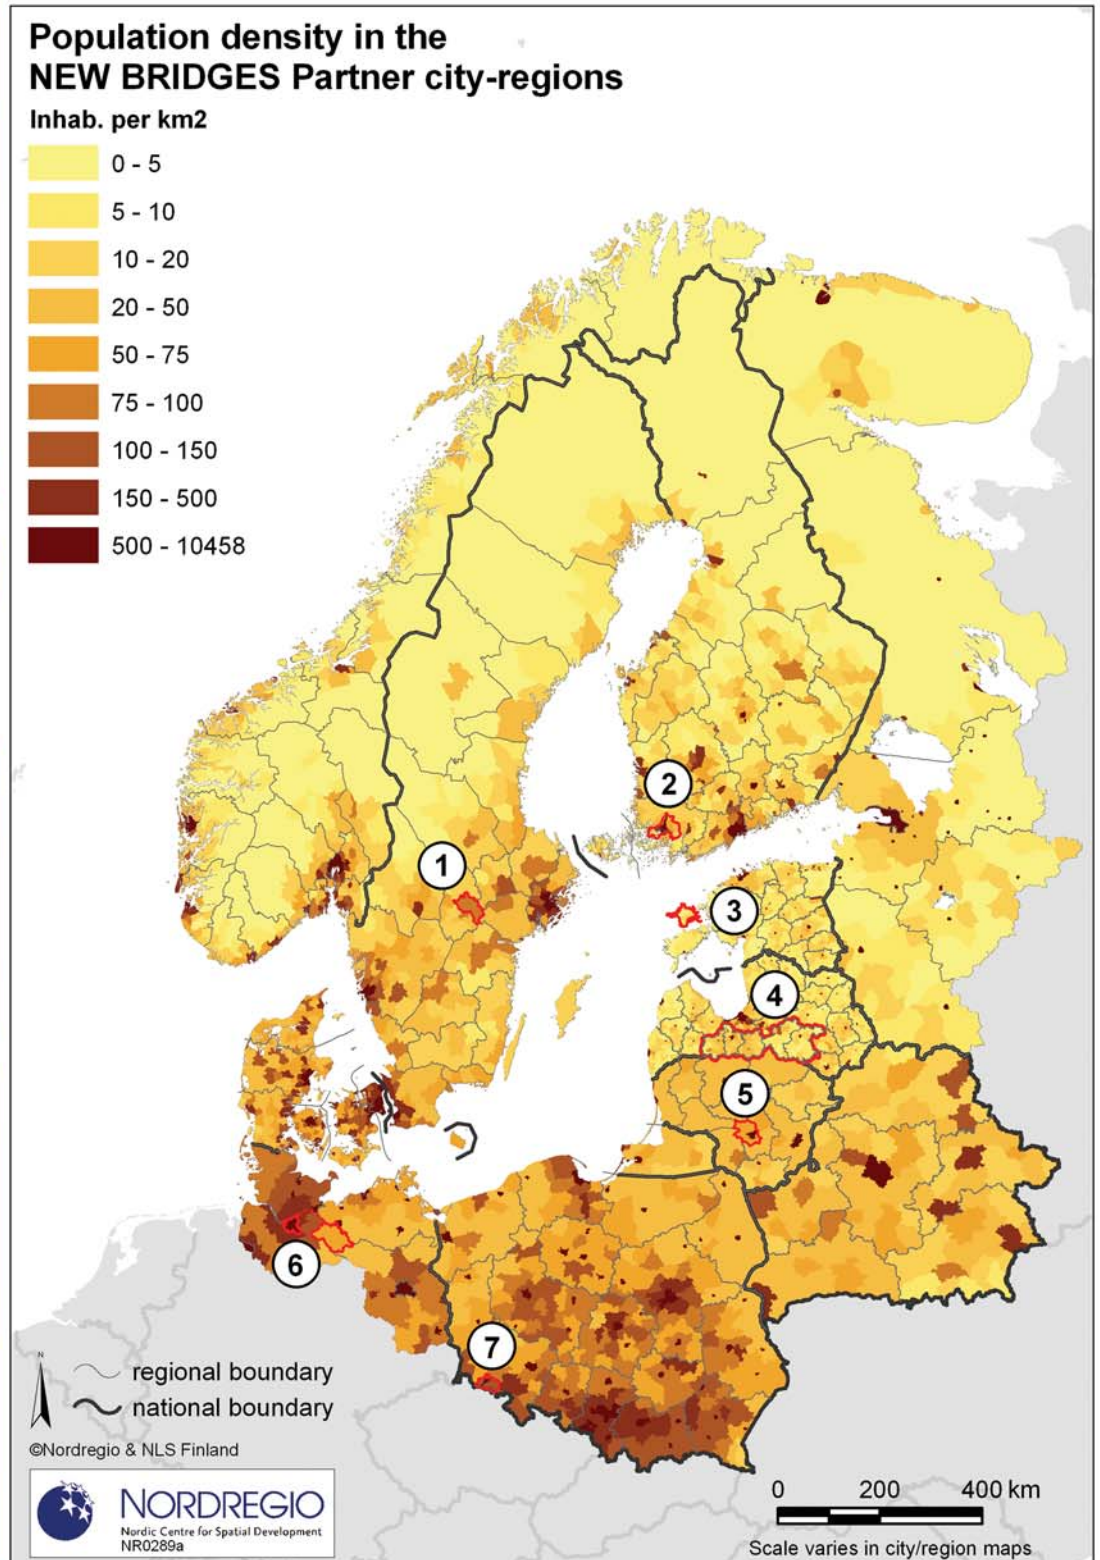 Population density in the
NEW BRIDGES Partner city-regions
Inhab. per km2
0 - 5
5 - 10
10 - 20
20 - 50
50 - 75
75 - 100
100 - 150
150 - 500
500 - 10458
2
1
3
4
5
6
7
N
regional boundary
national boundary
©Nordregio & NLS Finland
NORDREGIO
Nordic Centre for Spatial Development
NR0289a
0 200 400 km
Scale varies in city/region maps